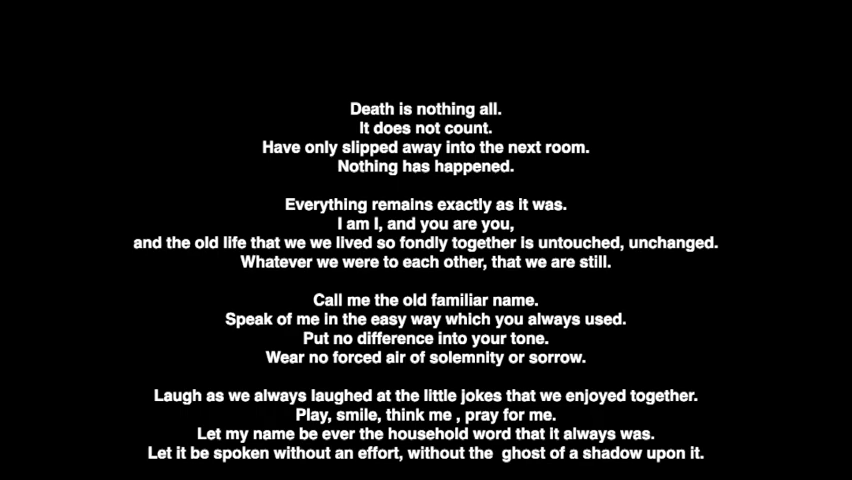 Death is nothing all.
It does not count.
Have only slipped away into the next room.
Nothing has happened.
Everything remains exactly as it was.
I am I, and you are you,
and the old life that we we lived so fondly together is untouched, unchanged.
Whatever we were to each other, that we are still.
Call me the old familiar name.
Speak of me in the easy way which you always used.
Put no difference into your tone.
Wear no forced air of solemnity or sorrow.
Laugh as we always laughed at the little jokes that we enjoyed together.
Play, smile, think me , pray for me.
Let my name be ever the household word that it always was.
Let it be spoken without an effort, without the  ghost of a shadow upon it.